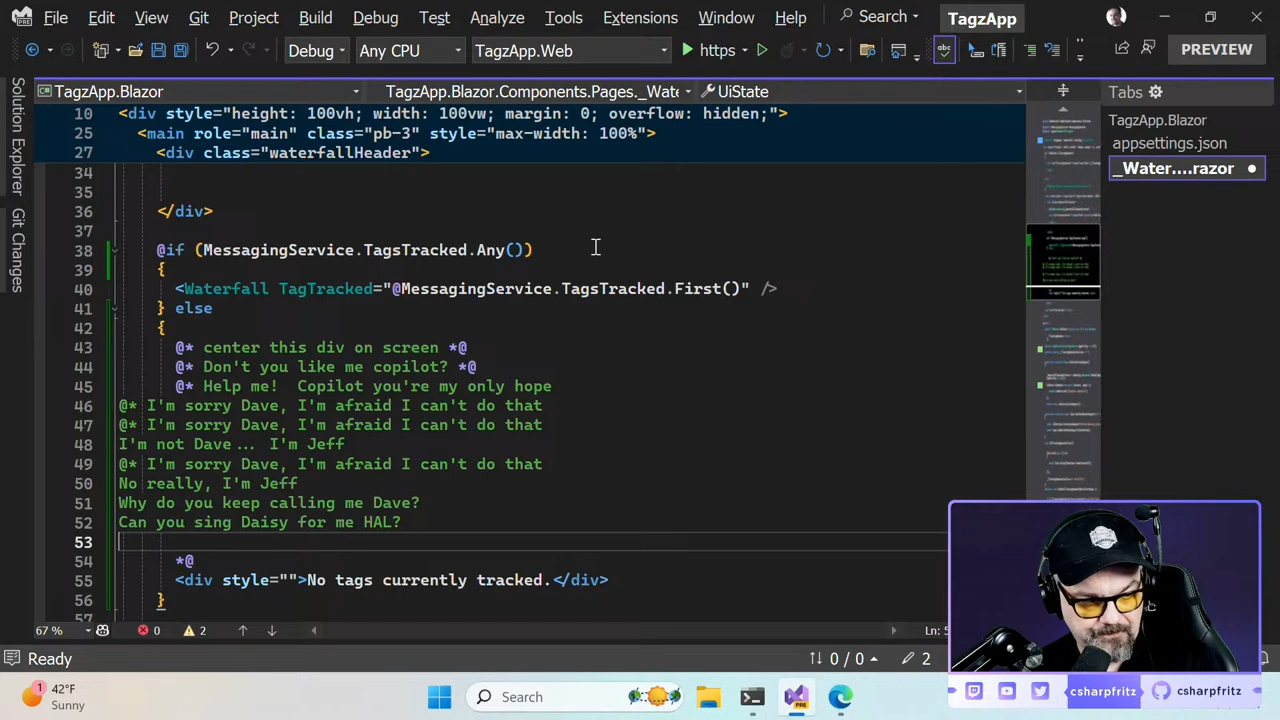 File Edit View Git Project Build Debug Test Analyze Tools Extensions Window Help Search TagzApp
Debug Any CPU TagzApp.Web https PREVIEW
Solution Explorer
Git Changes
TagzApp.Blazor TagzApp.Blazor.Components.Pages._Wate UiState
Tabs
TagzApp.Blazor
appsettings.json
_Water....razor
10 <div style="height: 100vh; width: 100vw; margin: 0; overflow: hidden;">
25 <main role="main" class="pb-3" style="max-width: 100%">
27 <div class="waterfall-outer">
34
35
36 </div>
37
38 @if (MessagingService.TagsTracked.Any())
39 {
40 <Waterfall.TagTracked @MessagingService.TagsTracked.First()" />
41 } else
42 {
43 @* center this div on screen *@
44 @* Don't you like me Copilot?
45 @* Help me! Copilot you're my only hope
46 @* I'm sorry Dave, I'm afraid I can't do that
47 @* I'm sorry Dave, I'm afraid I can't do that
48 I'm not Dave... I'm Jeff
49 @* I'm sorry Dave, I'm afraid I can't do that
50 No really, I'm Jeff
51 Why do you keep calling me Dave?
52 Can you sing Daisy for me HAL?
53
54 *@
55 <div style="">No tags currently tracked.</div>
56 }
57
67 % 0 2 Ln: 5
Ready 0 / 0 2
42°F
Sunny
Search
PRE
csharpfritz csharpfritz